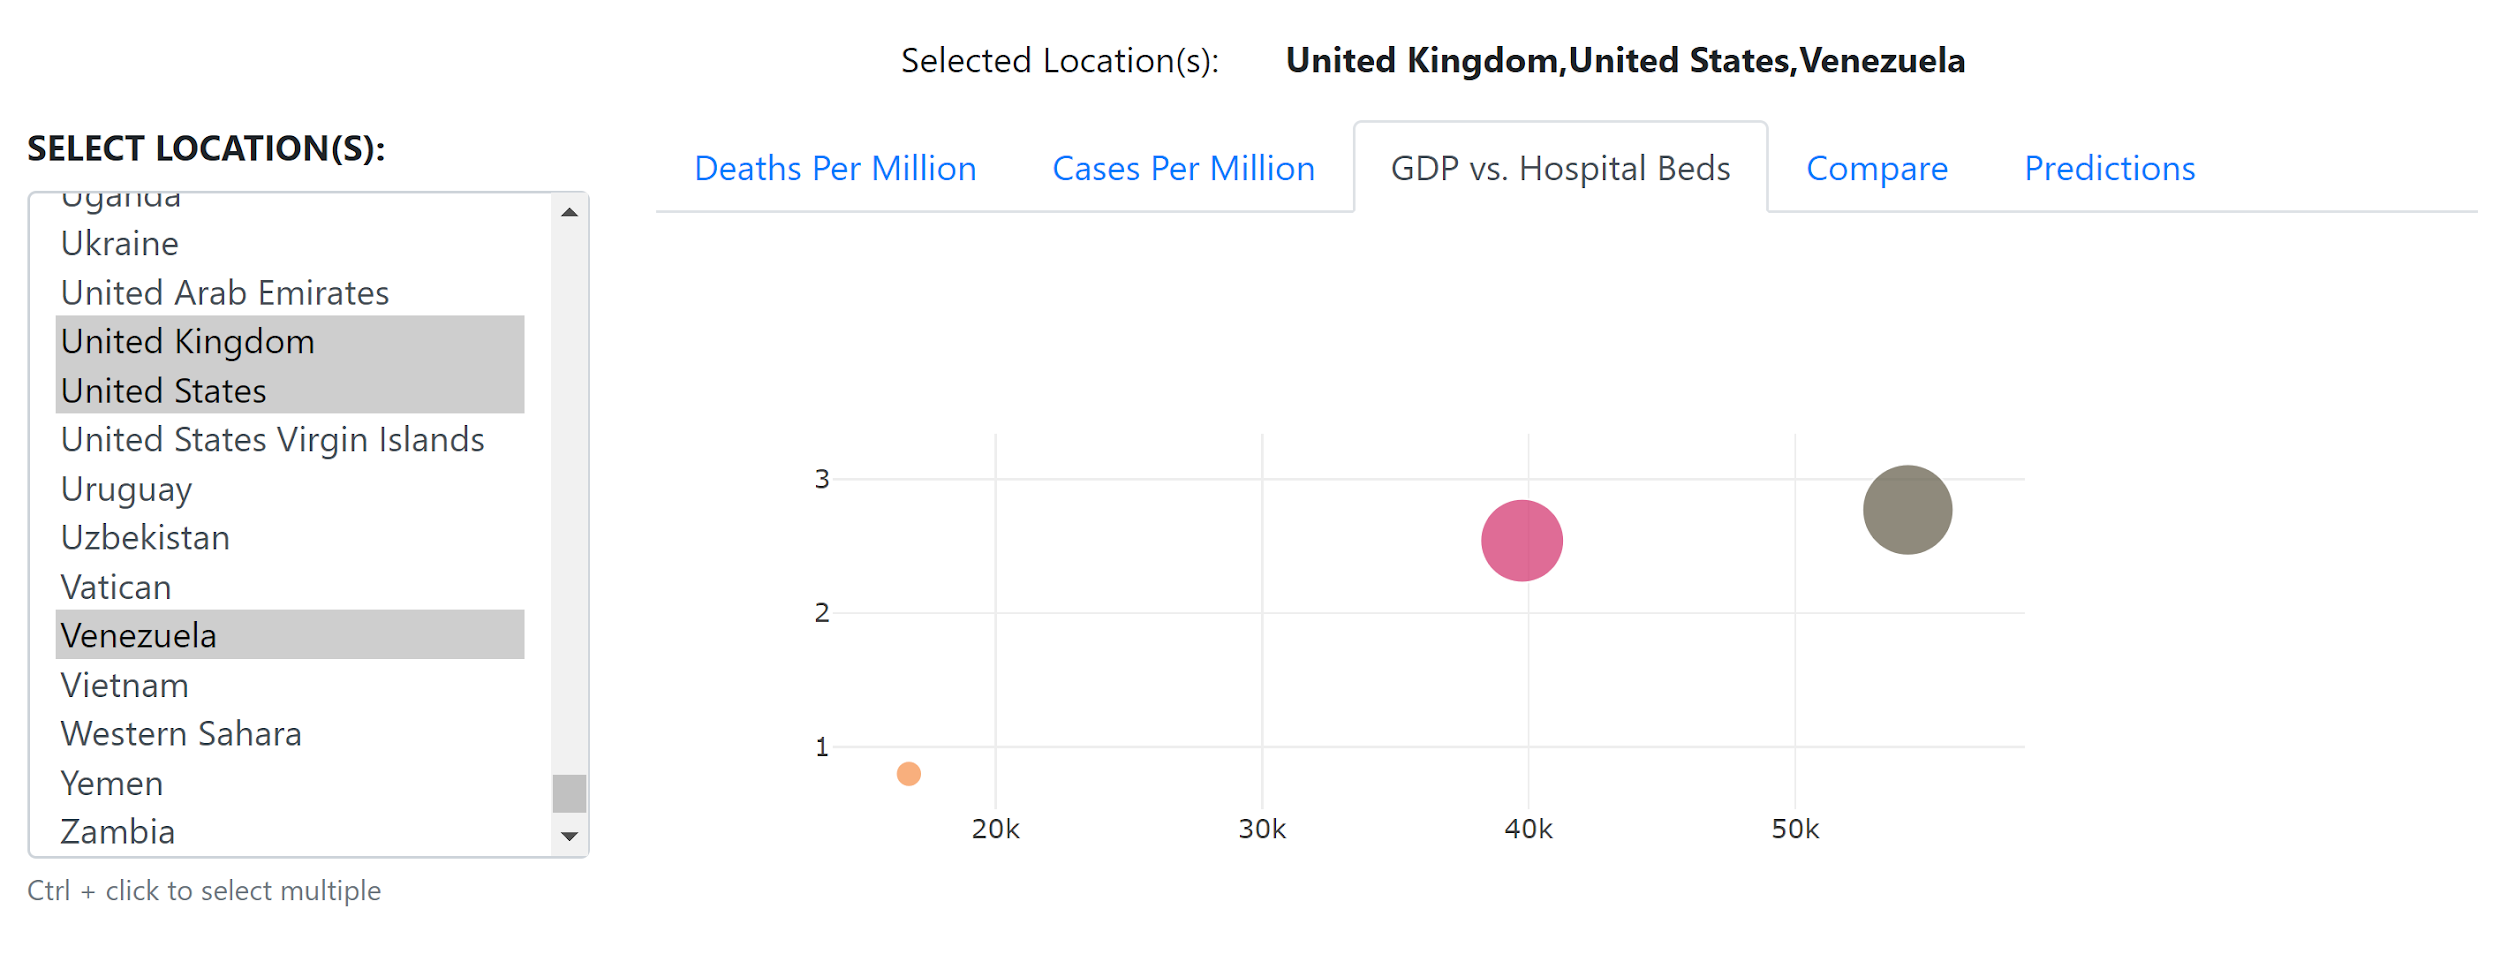 Selected Location(s): United Kingdom,United States,Venezuela
SELECT LOCATION(S):
Deaths Per Million Cases Per Million GDP vs. Hospital Beds Compare Predictions
Uganda
Ukraine
United Arab Emirates
United Kingdom
United States
United States Virgin Islands
Uruguay
Uzbekistan
Vatican
Venezuela
Vietnam
Western Sahara
Yemen
Zambia
Ctrl + click to select multiple
3
2
1
20k 30k 40k 50k